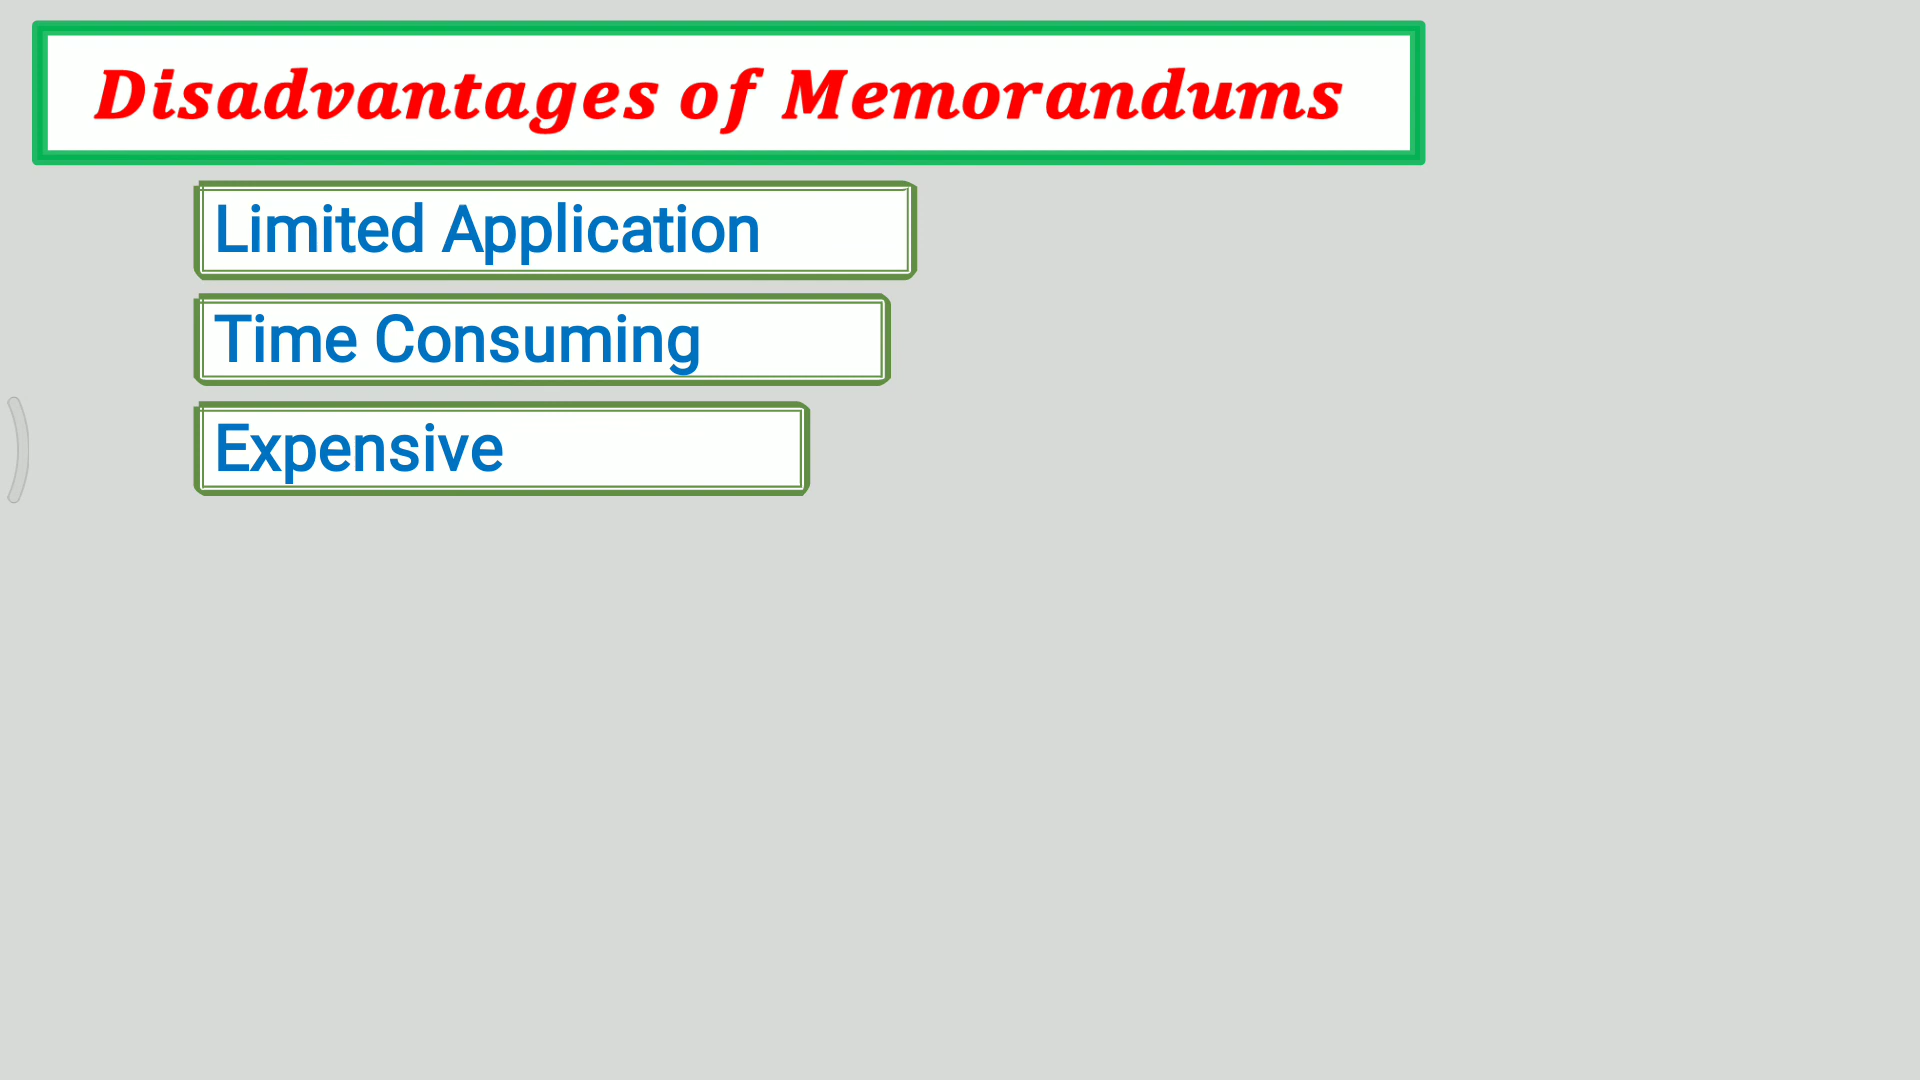 Disadvantages of Memorandums
Limited Application
Time Consuming
Expensive